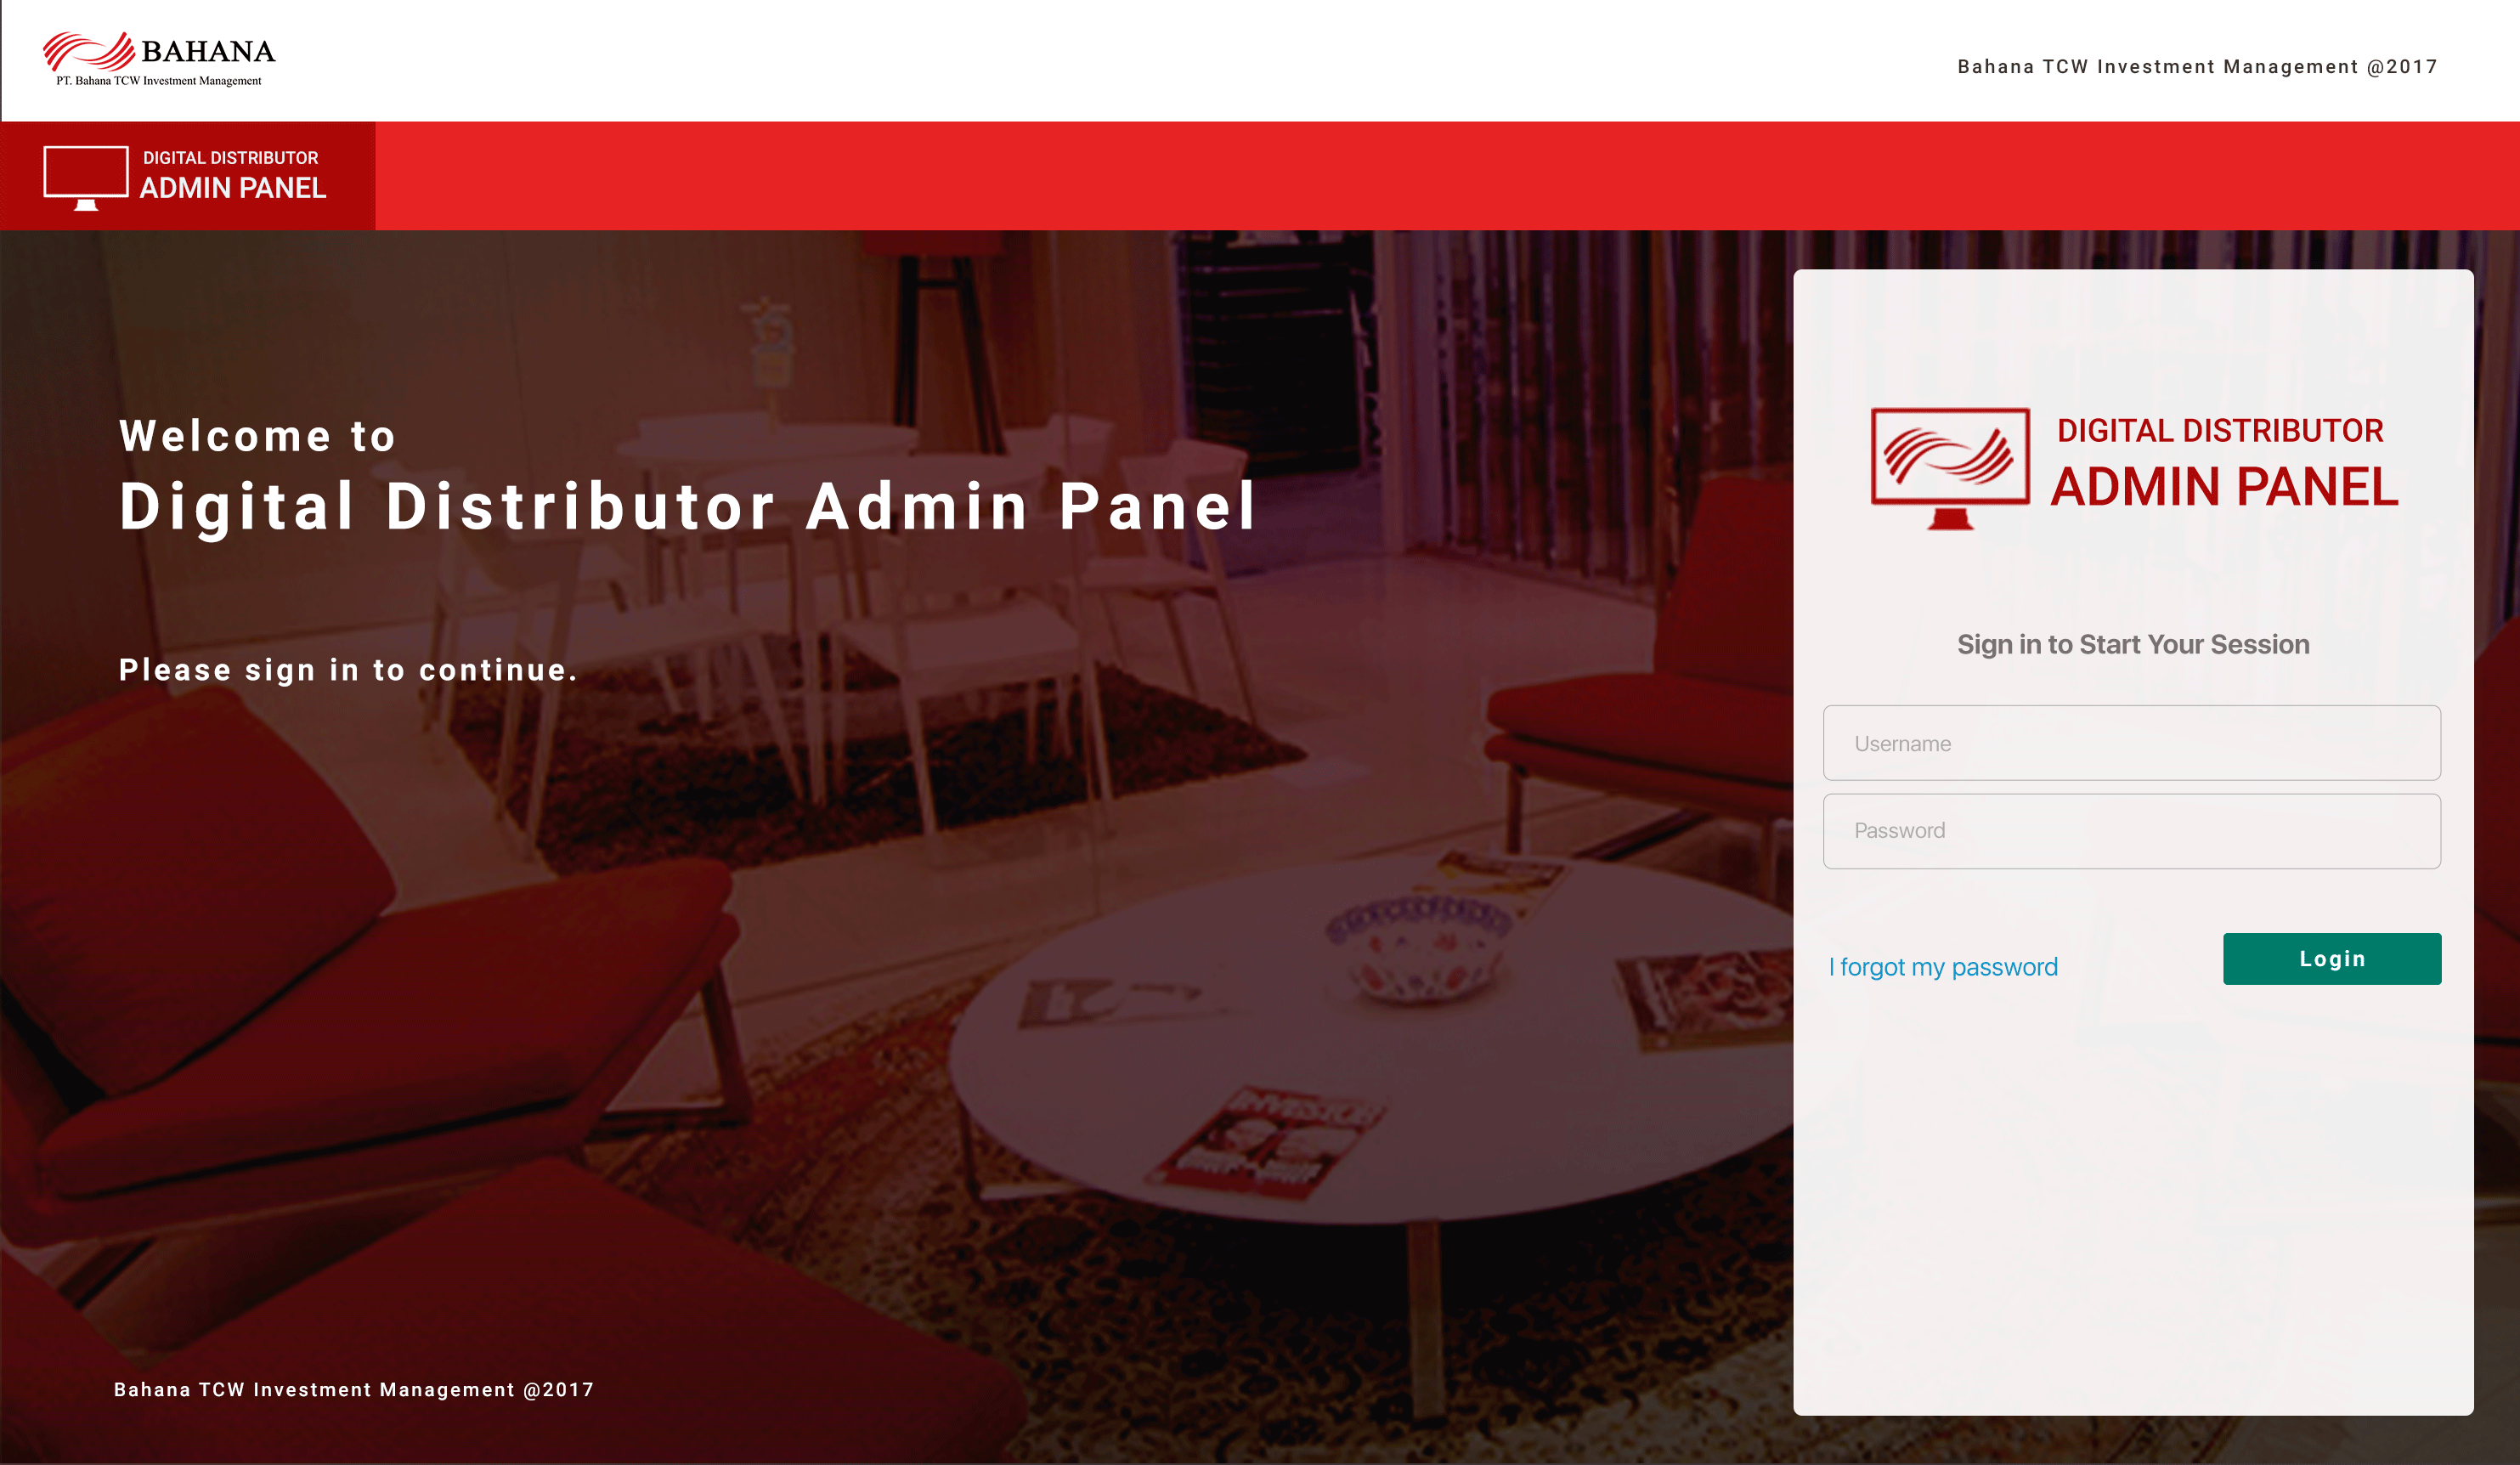 BAHANA
PT. Bahana TCW Investment Management
Bahana TCW Investment Management @2017
DIGITAL DISTRIBUTOR
ADMIN PANEL
Welcome to
Digital Distributor Admin Panel
Please sign in to continue.
DIGITAL DISTRIBUTOR
ADMIN PANEL
Sign in to Start Your Session
Username
Password
I forgot my password
Login
INVESTOR
Bahana TCW Investment Management @2017